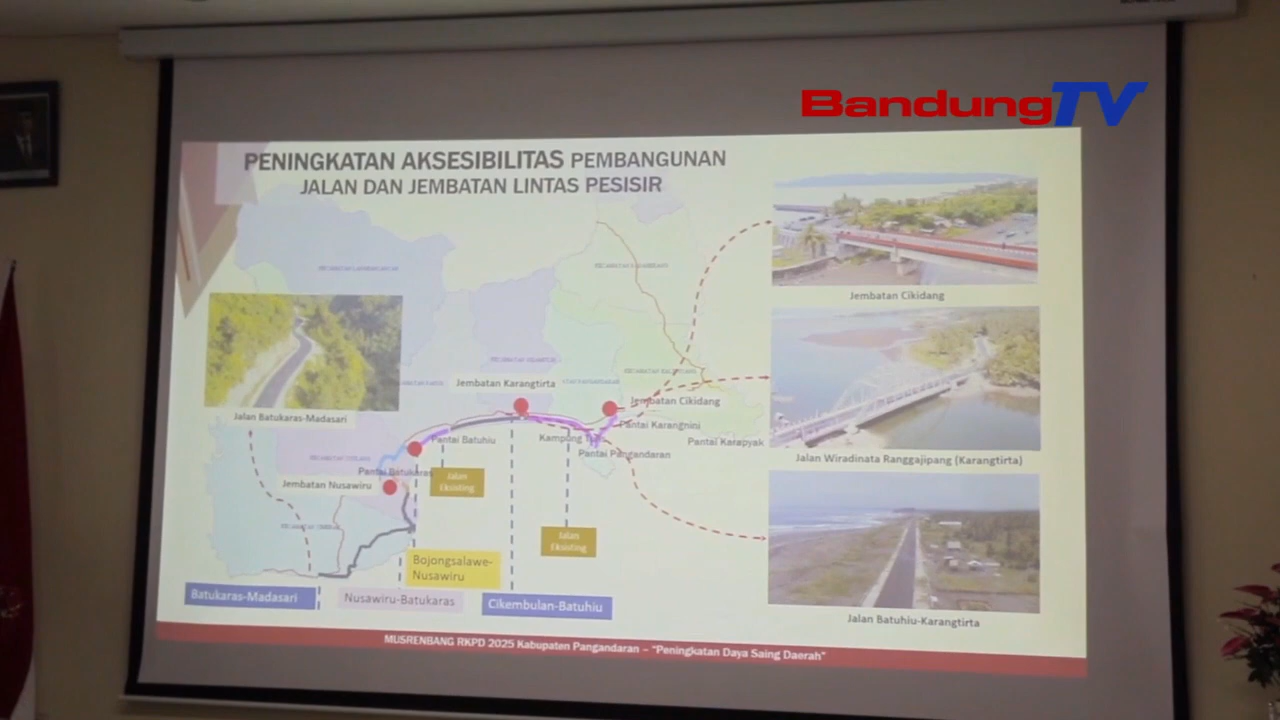 BandungTV
PENINGKATAN AKSESIBILITAS PEMBANGUNAN
JALAN DAN JEMBATAN LINTAS PESISIR
Jembatan Cikidang
Jalan Wiradinata Ranggajipang (Karangtirta)
Jalan Batuhiu-Karangtirta
Jalan Batukaras-Madasari
Jembatan Karangtirta
Jembatan Cikidang
Pantai Karangnini
Pantai Karapyak
Pantai Batuhiu
Kampung
Pantai Pangandaran
Pantai Batukaras
Jembatan Nusawiru
Jalan
Eksisting
Jalan
Eksisting
Bojongsalawe-
Nusawiru
Batukaras-Madasari
Nusawiru-Batukaras
Cikembulan-Batuhiu
MUSRENBANG RKPD 2025 Kabupaten Pangandaran – "Peningkatan Daya Saing Daerah"